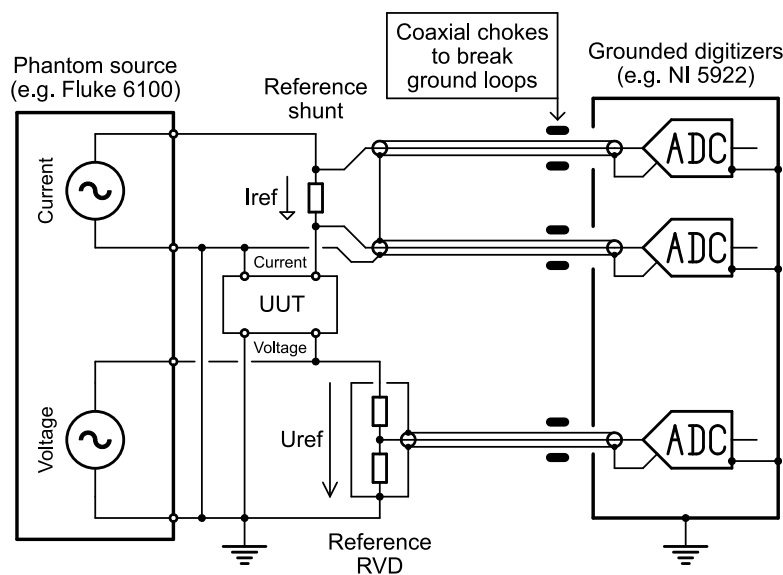 Phantom source
(e.g. Fluke 6100)
Current
Voltage
Reference
shunt
Iref
Current
UUT
Voltage
Uref
Reference
RVD
Coaxial chokes
to break
ground loops
Grounded digitizers
(e.g. NI 5922)
ADC
ADC
ADC